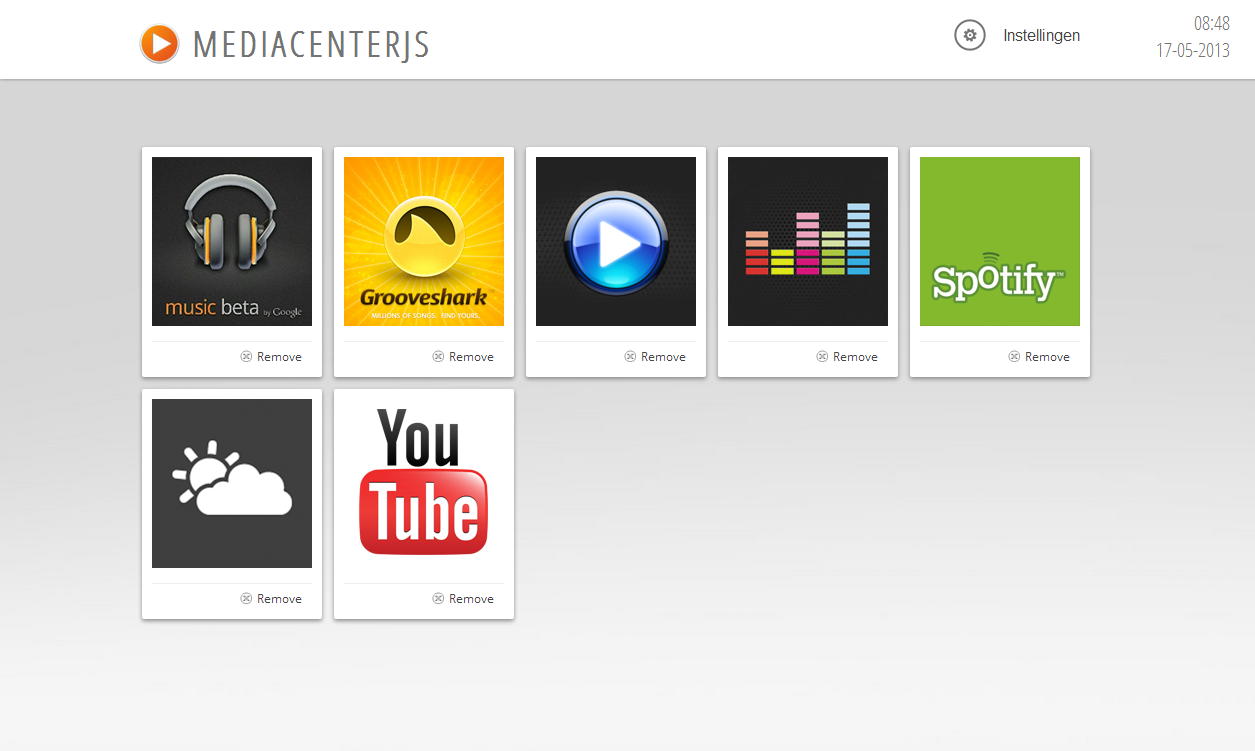 MEDIACENTERJS
Instellingen
08:48
17-05-2013
music beta by Google
Grooveshark
MILLIONS OF SONGS. FIND YOURS.
Spotify™
Remove
Remove
Remove
Remove
Remove
You
Tube
Remove
Remove